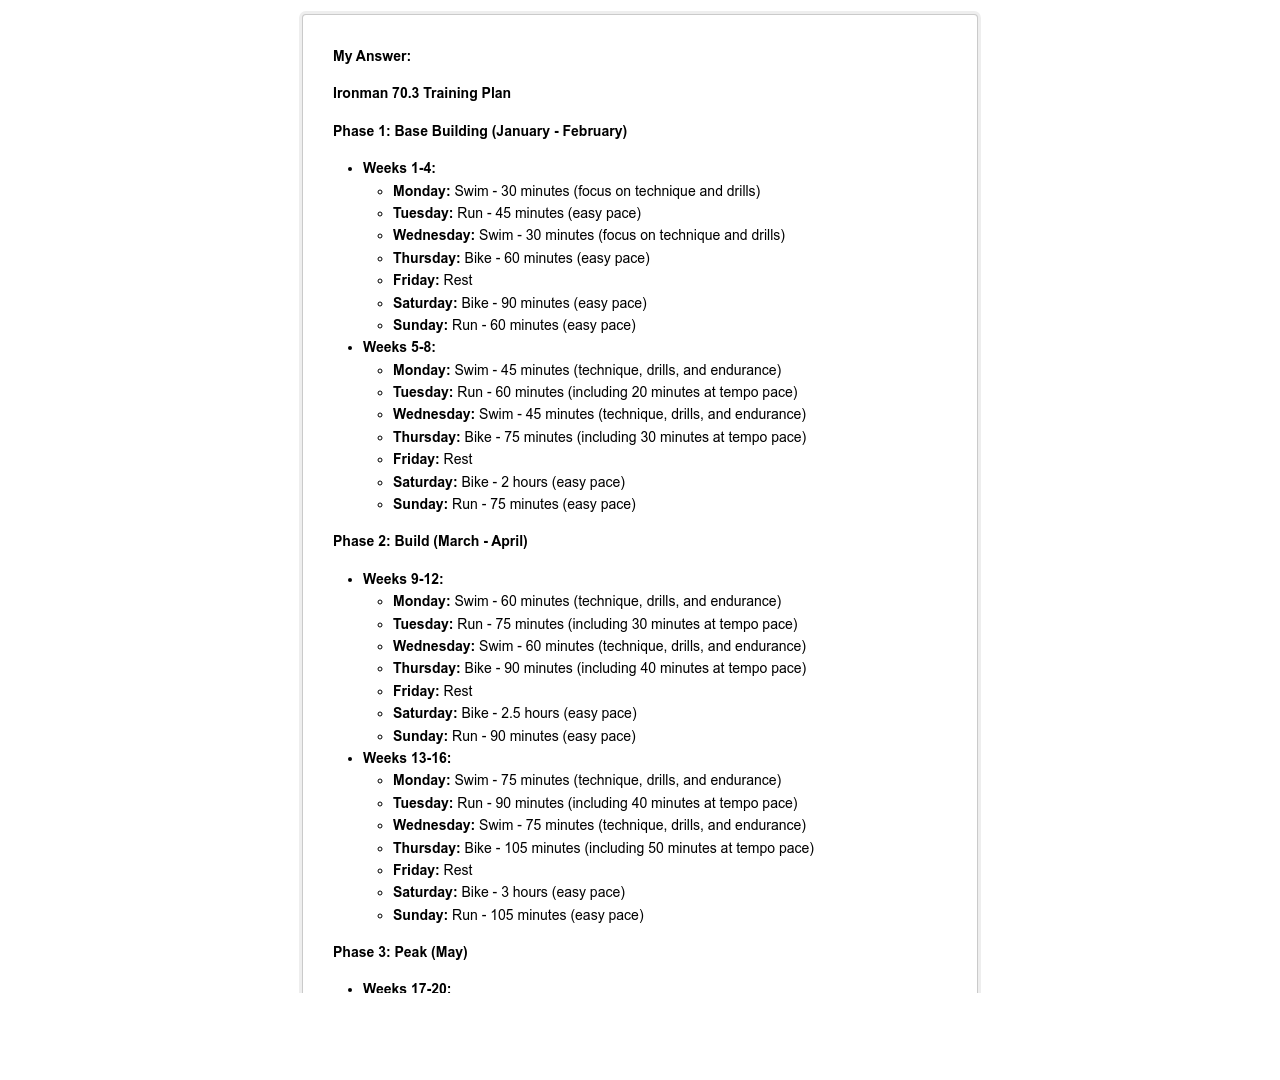 My Answer:
Ironman 70.3 Training Plan
Phase 1: Base Building (January - February)
Weeks 1-4:
Monday: Swim - 30 minutes (focus on technique and drills)
Tuesday: Run - 45 minutes (easy pace)
Wednesday: Swim - 30 minutes (focus on technique and drills)
Thursday: Bike - 60 minutes (easy pace)
Friday: Rest
Saturday: Bike - 90 minutes (easy pace)
Sunday: Run - 60 minutes (easy pace)
Weeks 5-8:
Monday: Swim - 45 minutes (technique, drills, and endurance)
Tuesday: Run - 60 minutes (including 20 minutes at tempo pace)
Wednesday: Swim - 45 minutes (technique, drills, and endurance)
Thursday: Bike - 75 minutes (including 30 minutes at tempo pace)
Friday: Rest
Saturday: Bike - 2 hours (easy pace)
Sunday: Run - 75 minutes (easy pace)
Phase 2: Build (March - April)
Weeks 9-12:
Monday: Swim - 60 minutes (technique, drills, and endurance)
Tuesday: Run - 75 minutes (including 30 minutes at tempo pace)
Wednesday: Swim - 60 minutes (technique, drills, and endurance)
Thursday: Bike - 90 minutes (including 40 minutes at tempo pace)
Friday: Rest
Saturday: Bike - 2.5 hours (easy pace)
Sunday: Run - 90 minutes (easy pace)
Weeks 13-16:
Monday: Swim - 75 minutes (technique, drills, and endurance)
Tuesday: Run - 90 minutes (including 40 minutes at tempo pace)
Wednesday: Swim - 75 minutes (technique, drills, and endurance)
Thursday: Bike - 105 minutes (including 50 minutes at tempo pace)
Friday: Rest
Saturday: Bike - 3 hours (easy pace)
Sunday: Run - 105 minutes (easy pace)
Phase 3: Peak (May)
Weeks 17-20: